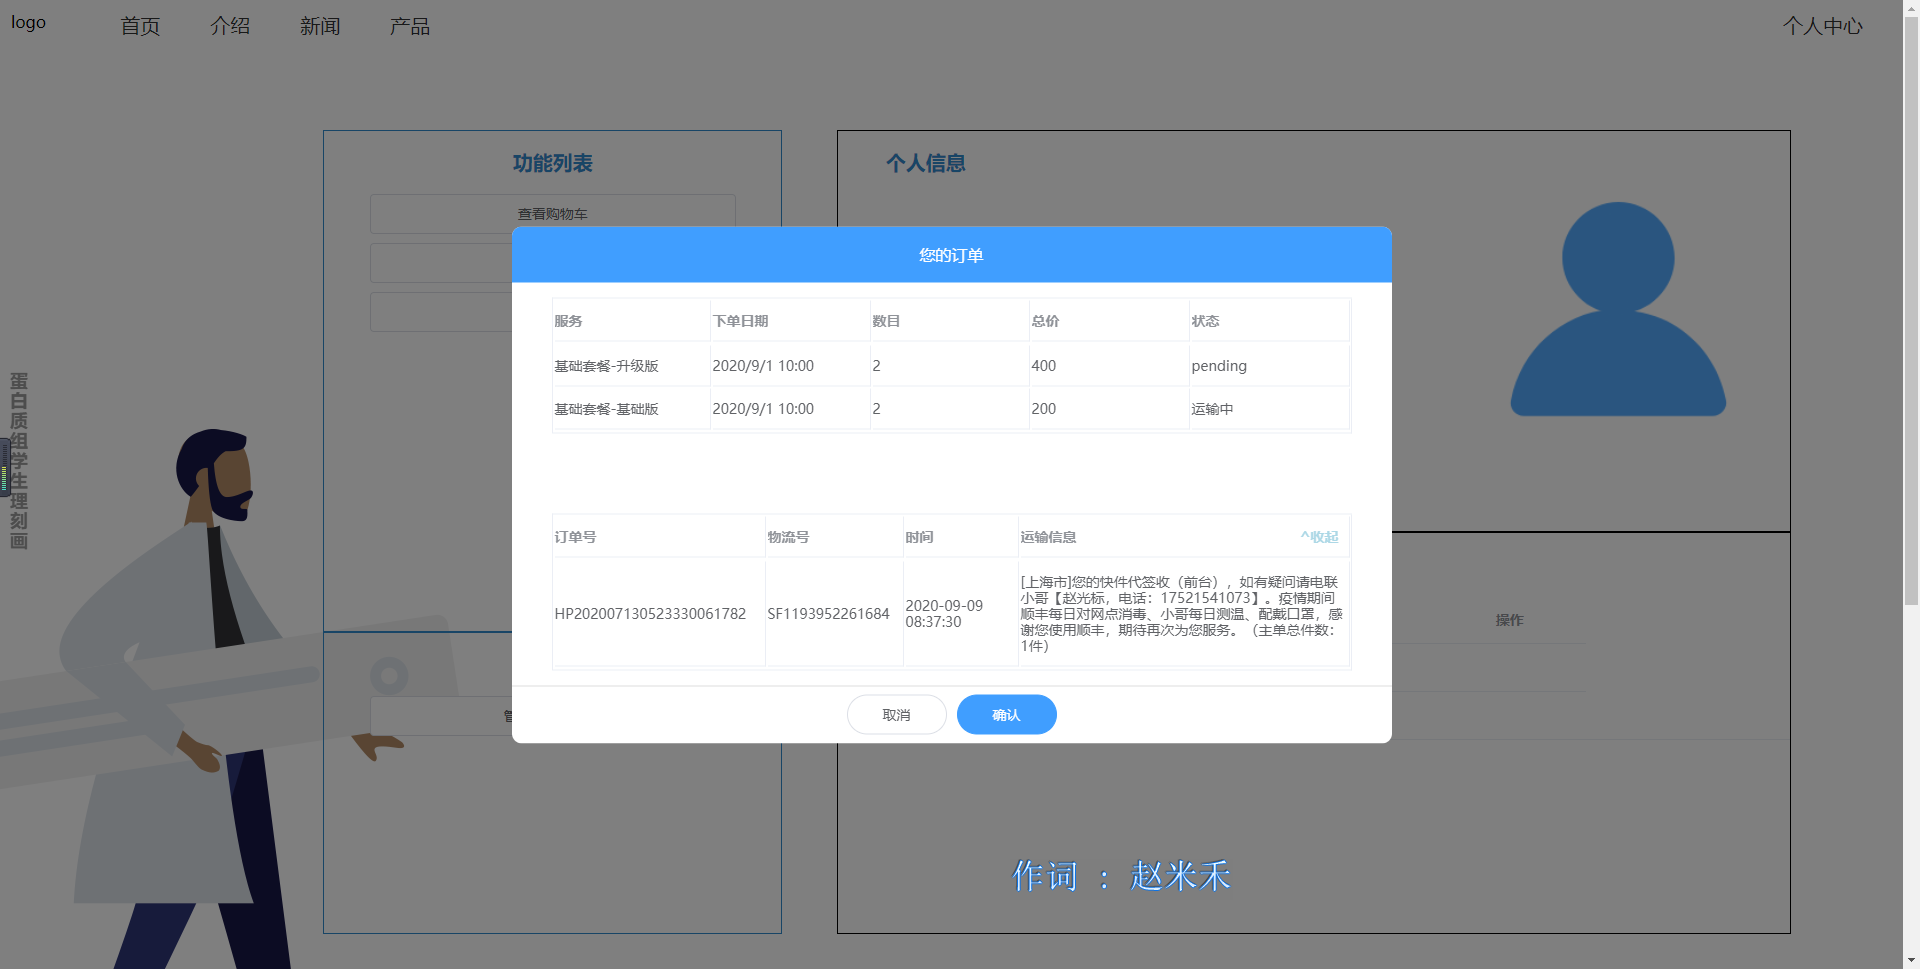 logo
首页
介绍
新闻
产品
个人中心
功能列表
查看购物车
个人信息
蛋白质组学生理刻画
您的订单
服务 下单日期 数目 总价 状态
基础套餐-升级版 2020/9/1 10:00 2 400 pending
基础套餐-基础版 2020/9/1 10:00 2 200 运输中
订单号 物流号 时间 运输信息 ^收起
HP202007130523330061782 SF1193952261684
2020-09-09
08:37:30
[上海市]您的快件代签收（前台），如有疑问请电联
小哥【赵光标，电话：17521541073】。疫情期间
顺丰每日对网点消毒、小哥每日测温、配戴口罩，感
谢您使用顺丰，期待再次为您服务。（主单总件数：
1件）
操作
取消
确认
作词 ： 赵米禾